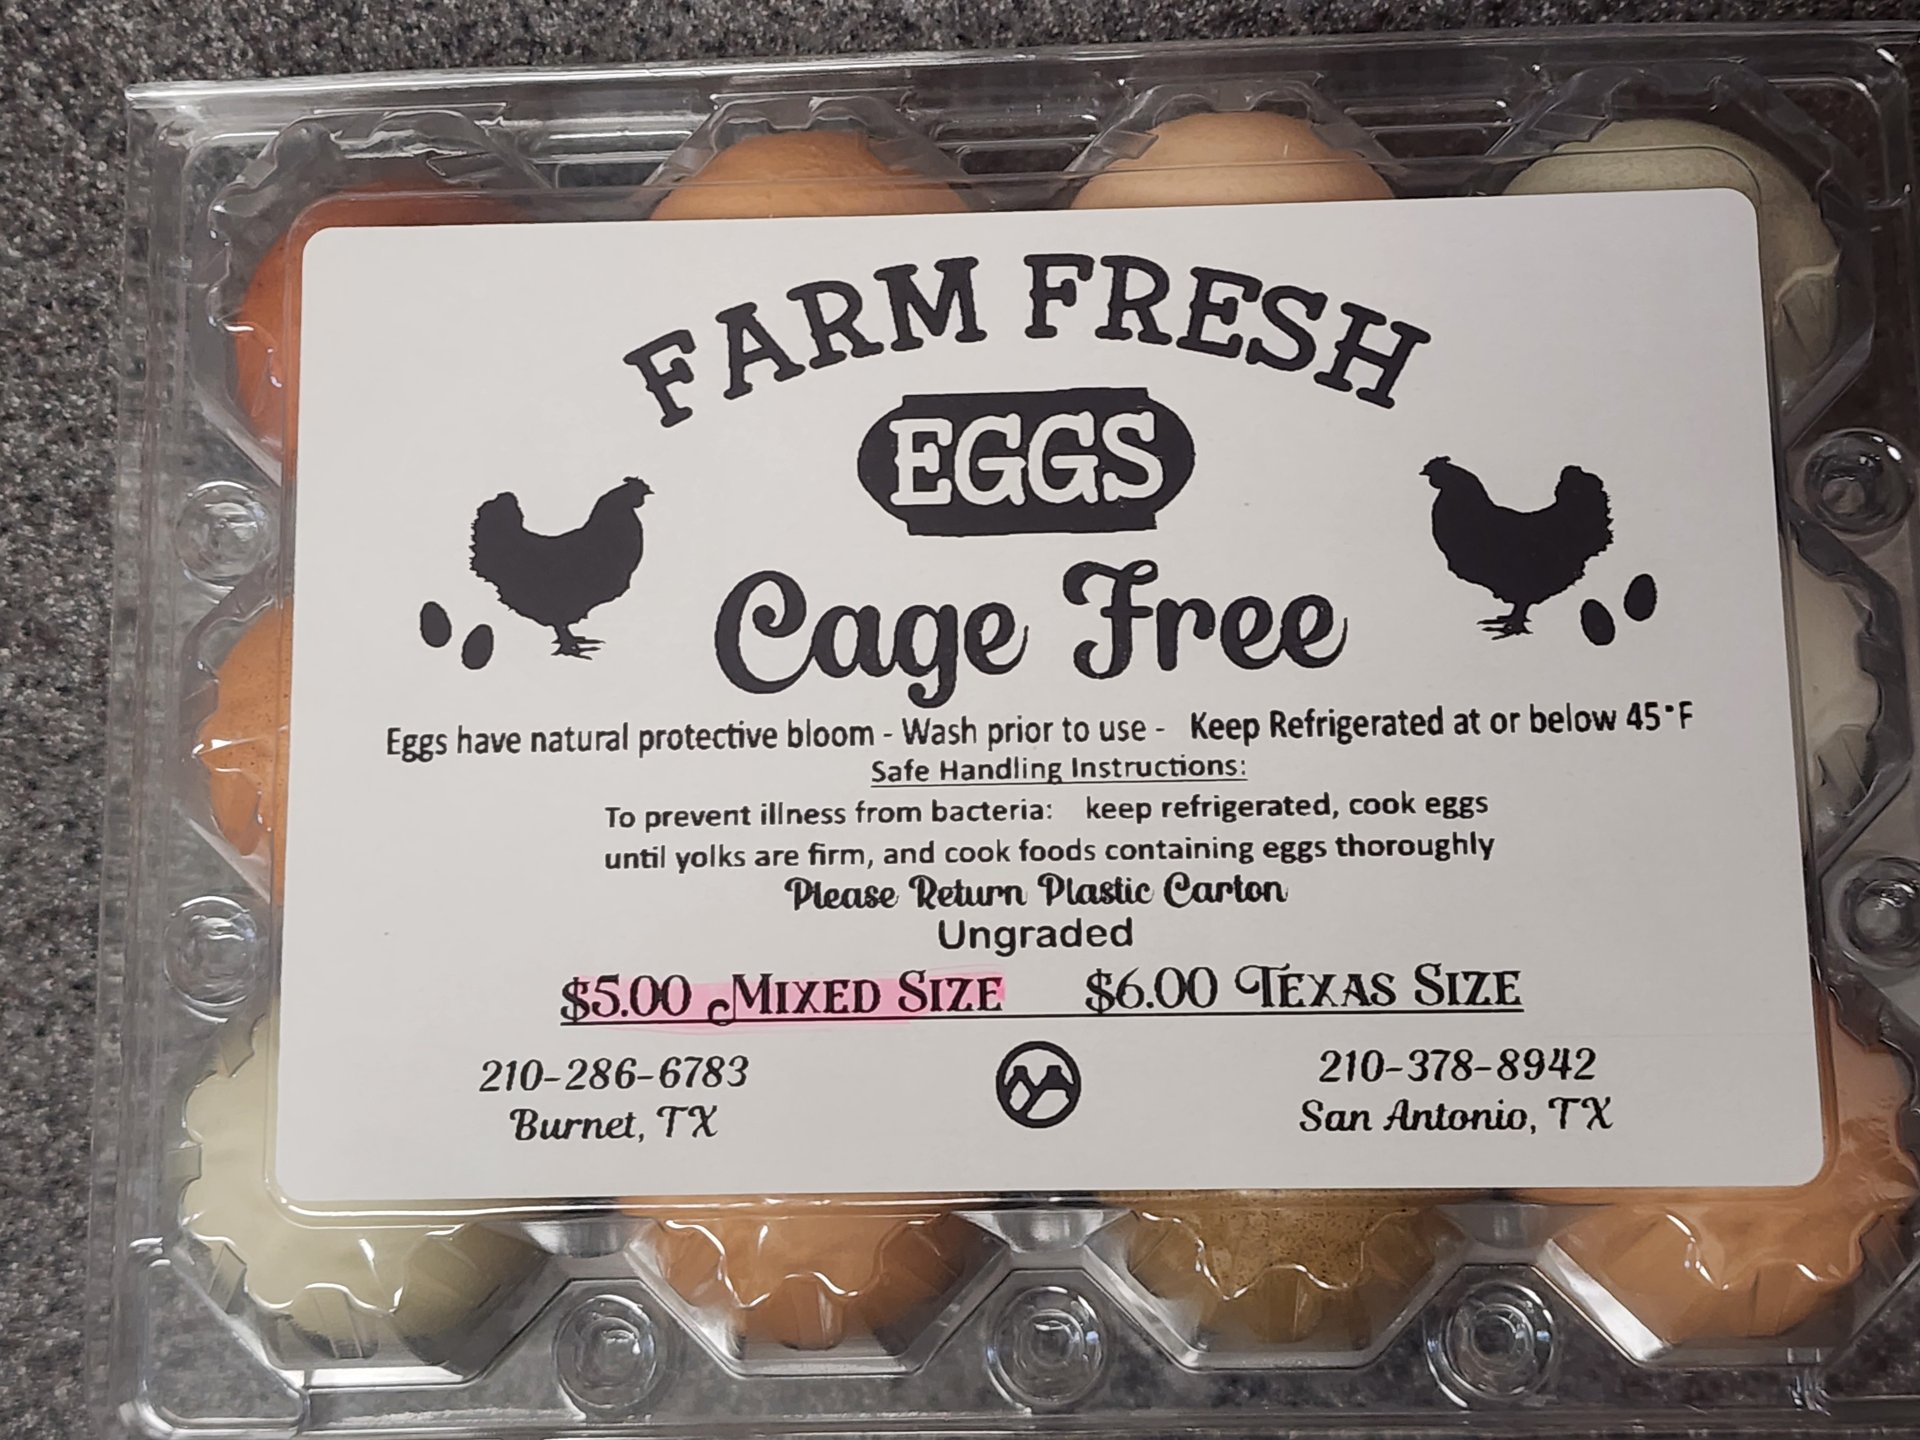 FARM FRESH
EGGS
Cage Free
Eggs have natural protective bloom - Wash prior to use - Keep Refrigerated at or below 45°F
Safe Handling Instructions:
To prevent illness from bacteria: keep refrigerated, cook eggs
until yolks are firm, and cook foods containing eggs thoroughly
Please Return Plastic Carton
Ungraded
$5.00 MIXED SIZE $6.00 TEXAS SIZE
210-286-6783 210-378-8942
Burnet, TX San Antonio, TX